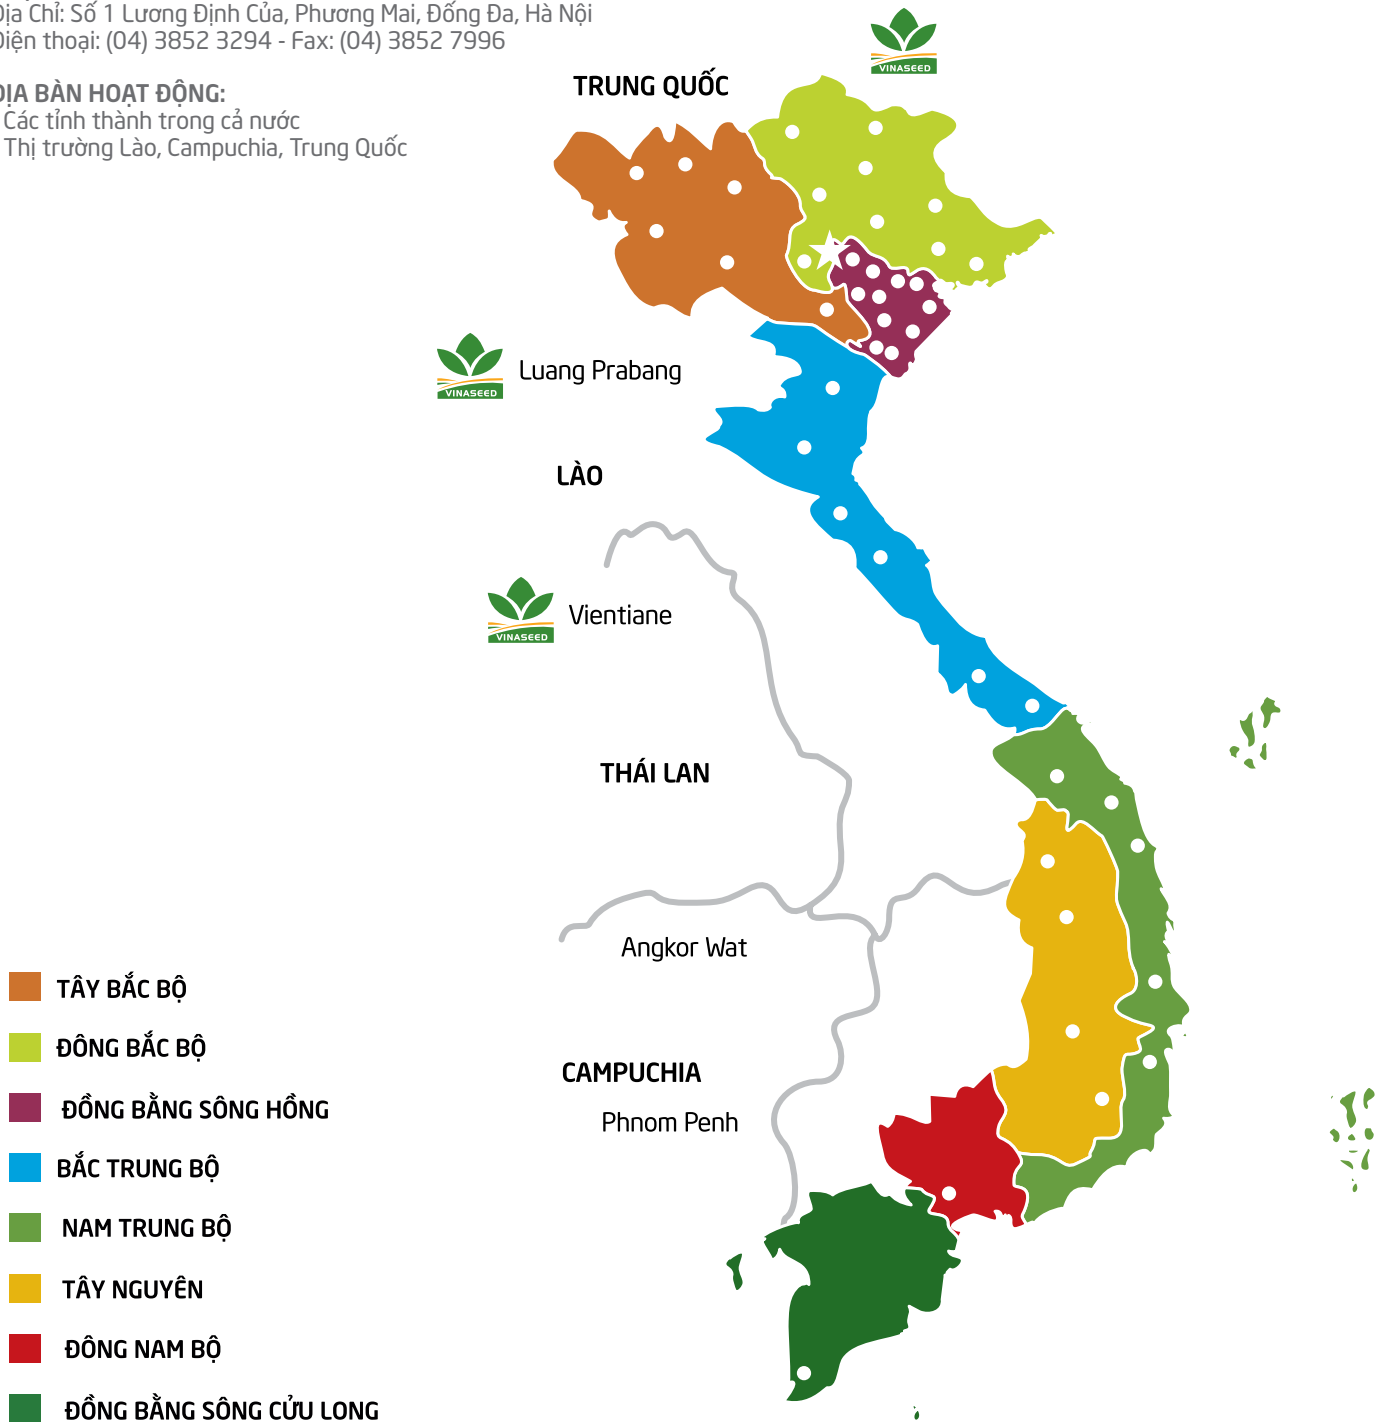 Địa Chỉ: Số 1 Lương Định Của, Phương Mai, Đống Đa, Hà Nội
Điện thoại: (04) 3852 3294 - Fax: (04) 3852 7996
ĐỊA BÀN HOẠT ĐỘNG:
Các tỉnh thành trong cả nước
Thị trường Lào, Campuchia, Trung Quốc
VINASEED
TRUNG QUỐC
VINASEED
Luang Prabang
LÀO
VINASEED
Vientiane
THÁI LAN
Angkor Wat
CAMPUCHIA
Phnom Penh
TÂY BẮC BỘ
ĐÔNG BẮC BỘ
ĐỒNG BẰNG SÔNG HỒNG
BẮC TRUNG BỘ
NAM TRUNG BỘ
TÂY NGUYÊN
ĐÔNG NAM BỘ
ĐỒNG BẰNG SÔNG CỬU LONG